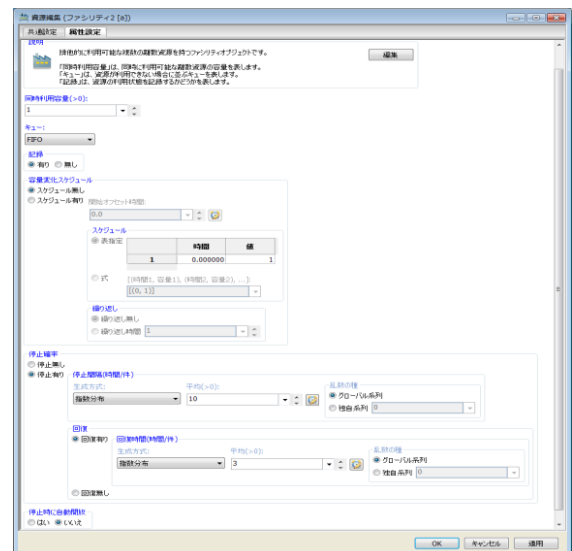 資源編集 (ファシリティ2 [a])
共通設定 属性設定
説明
排他的に利用可能な複数の離散資源を持つファシリティオブジェクトです。
編集
「同時利用容量」は、同時に利用可能な離散資源の容量を表します。
「キュー」は、資源が利用できない場合に並ぶキューを表します。
「記録」は、資源の利用状態を記録するかどうかを表します。
同時利用容量(>0):
1
キュー:
FIFO
記録
有り 無し
容量変化スケジュール
スケジュール無し
スケジュール有り 開始オフセット時間:
0.0
スケジュール
表指定
時間 値
1 0.000000 1
式 [(時間1, 容量1), (時間2, 容量2), ...]:
[(0, 1)]
繰り返し
繰り返し無し
繰り返し時間 1
停止確率
停止無し
停止有り 停止間隔(時間/件)
生成方式: 平均(>0): 乱数の種
指数分布 10 グローバル系列
独自系列 0
回復
回復有り 回復時間(時間/件)
生成方式: 平均(>0): 乱数の種
指数分布 3 グローバル系列
独自系列 0
回復無し
停止時に自動開放
はい いいえ
OK キャンセル 適用